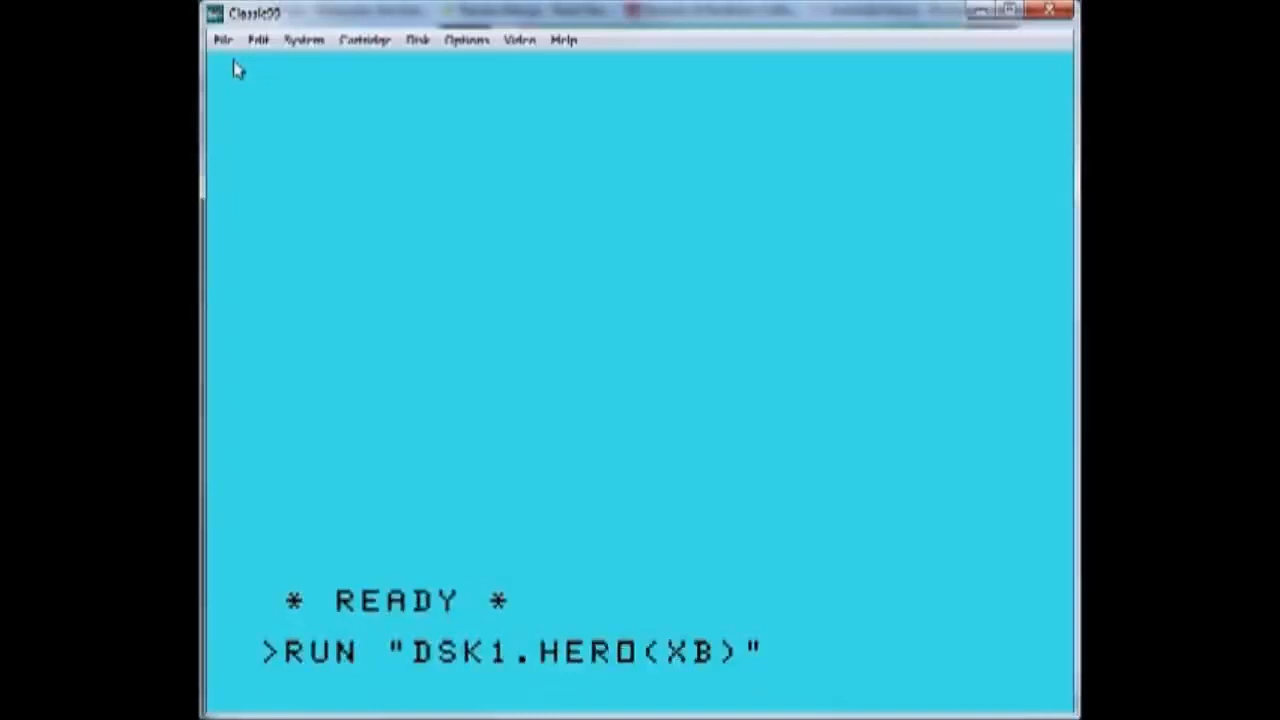 Classic99
File Edit System Cartridge Disk Options Video Help
* READY *
>RUN "DSK1.HERO(XB)"